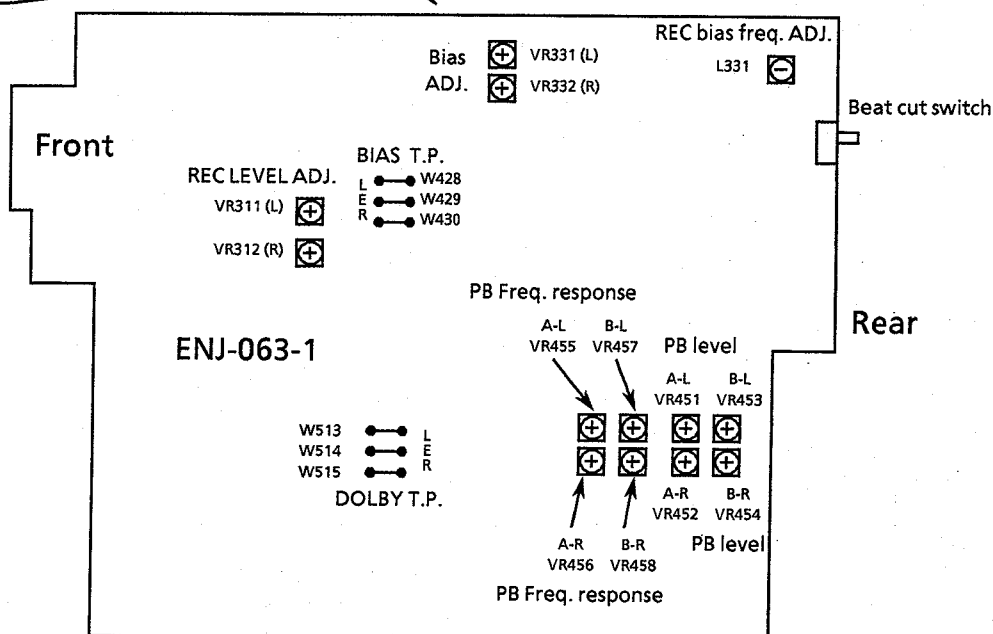 REC bias freq. ADJ.
Bias
ADJ.
VR331 (L)
VR332 (R)
L331
Beat cut switch
Front
BIAS T.P.
REC LEVEL ADJ.
L
E
R
W428
W429
W430
VR311 (L)
VR312 (R)
PB Freq. response
A-L
VR455
B-L
VR457
PB level
A-L
VR451
B-L
VR453
Rear
ENJ-063-1
W513
W514
W515
L
E
R
DOLBY T.P.
A-R
VR452
B-R
VR454
PB level
A-R
VR456
B-R
VR458
PB Freq. response